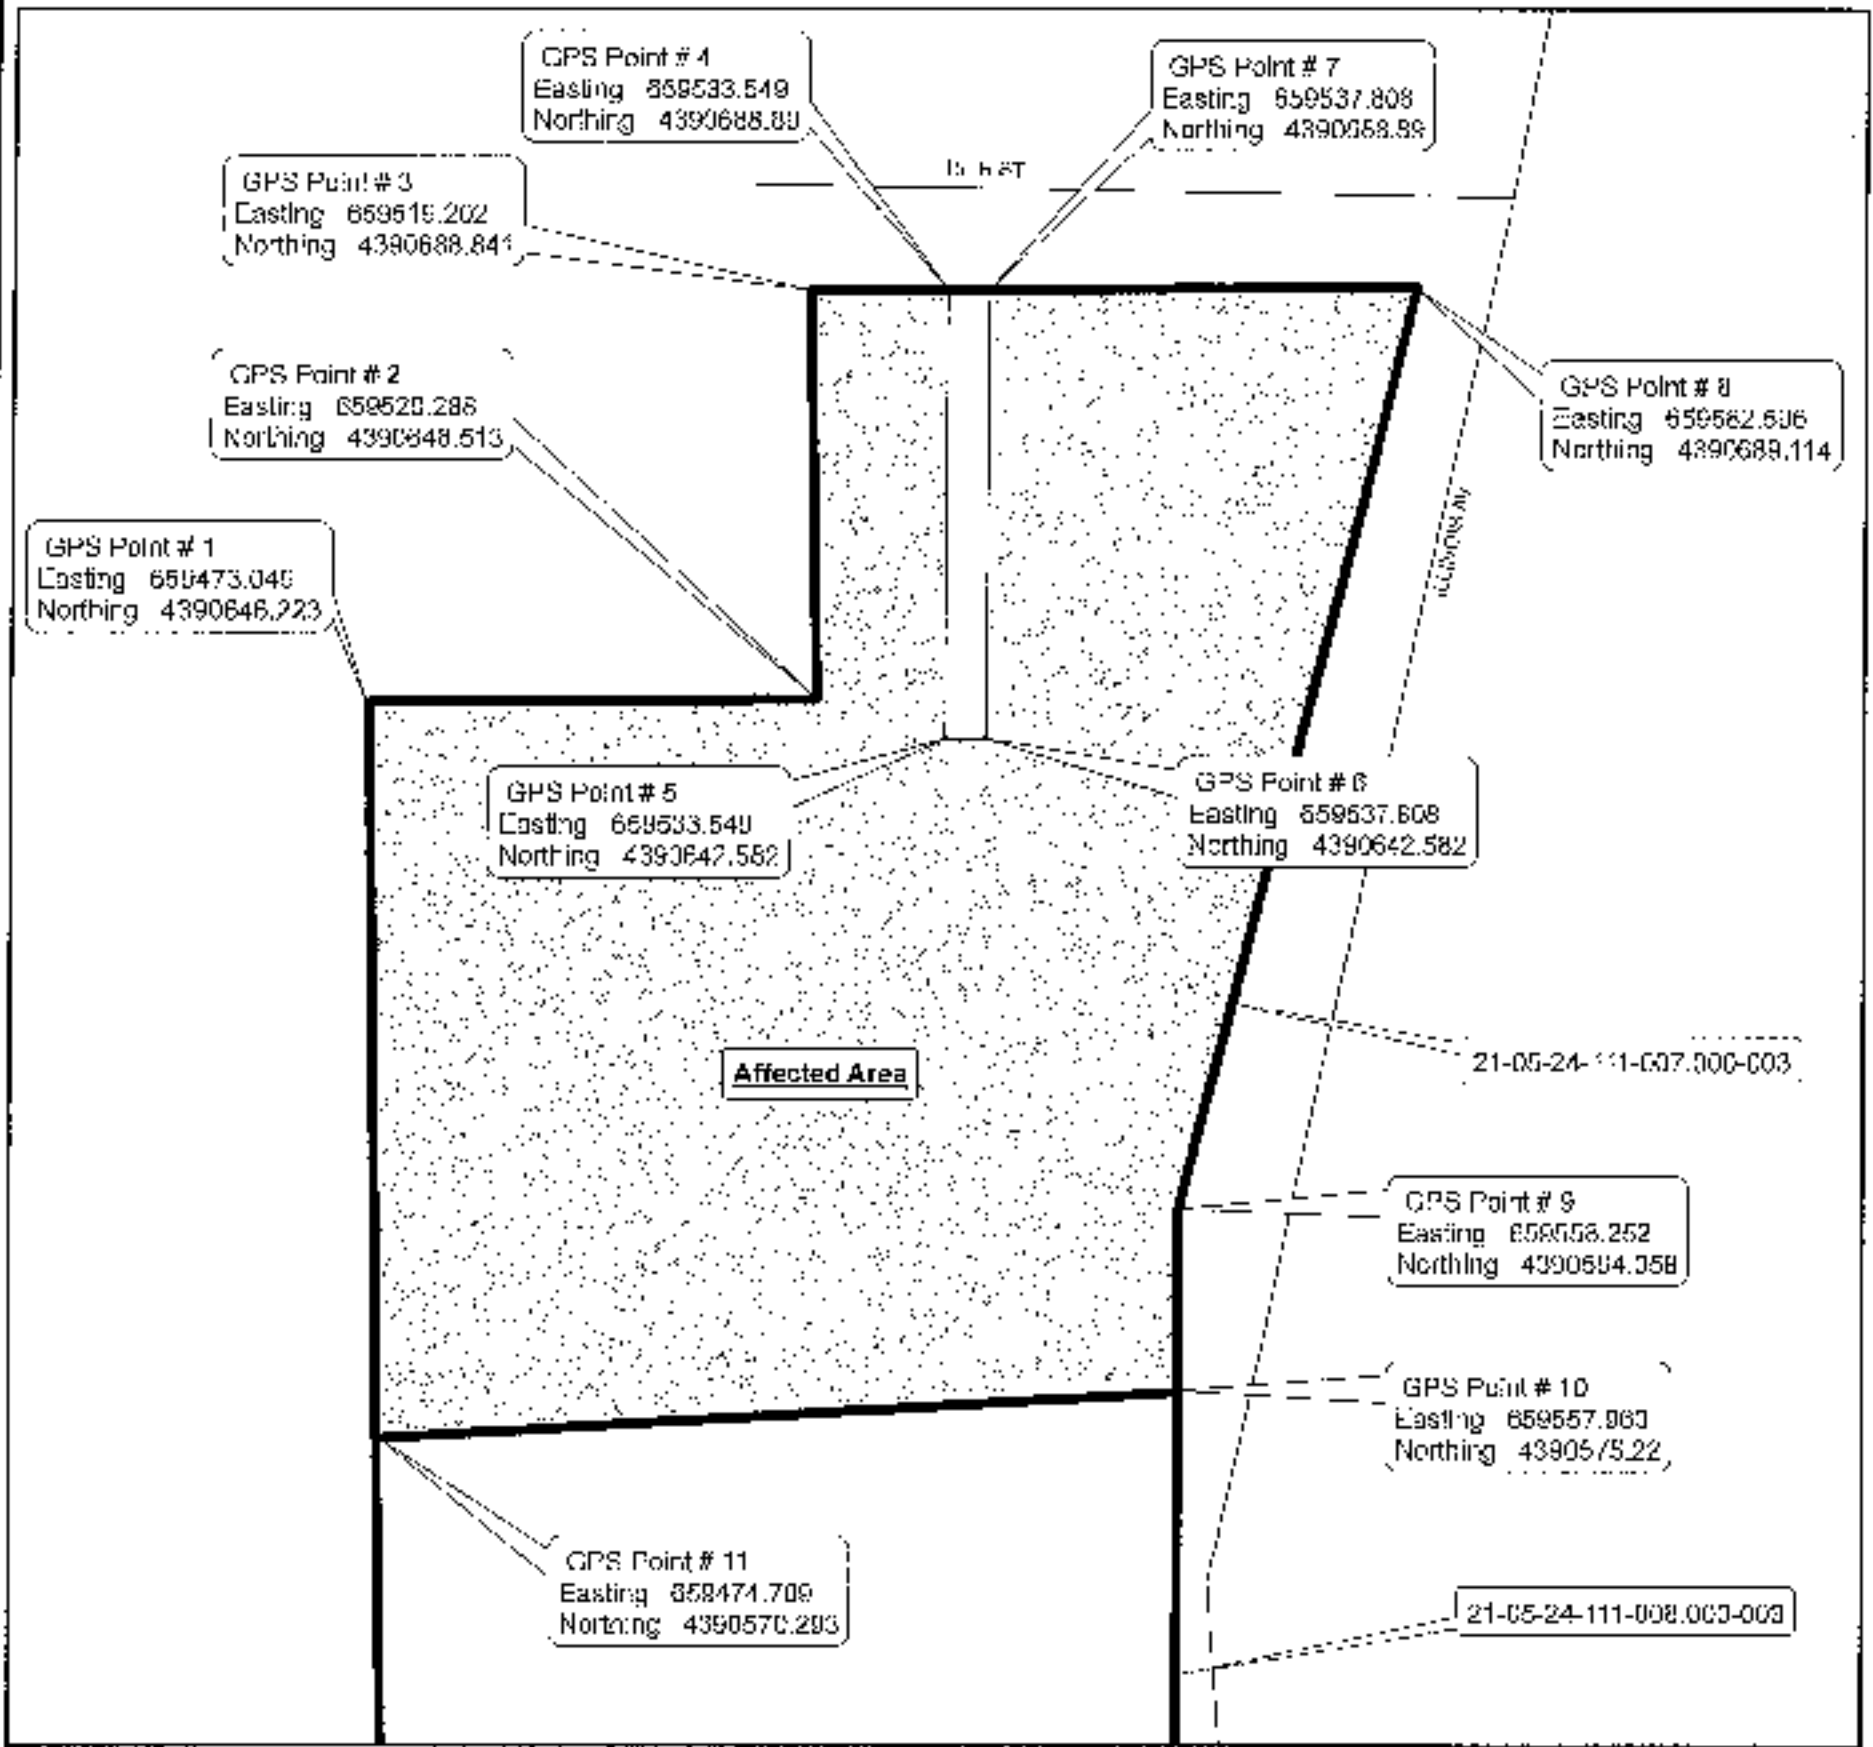 GPS Point # 4
Easting 659533.549
Northing 4390688.89
GPS Point # 7
Easting 659537.808
Northing 4390688.89
GPS Point # 3
Easting 659519.202
Northing 4390688.841
GPS Point # 2
Easting 659520.286
Northing 4390648.513
GPS Point # 8
Easting
Northing 4390689.114
GPS Point # 1
Easting 659473.045
Northing 4390646.223
GPS Point # 5
Easting 659533.549
Northing 4390642.582
GPS Point # 6
Easting 659537.808
Northing 4390642.582
Affected Area
21-05-24-111-007.000-003
GPS Point # 9
Easting 659558.252
Northing 4390594.058
GPS Point # 10
Easting 659557.960
Northing 4390575.22
GPS Point # 11
Easting 659474.709
Northing 4390570.293
21-05-24-111-008.000-003